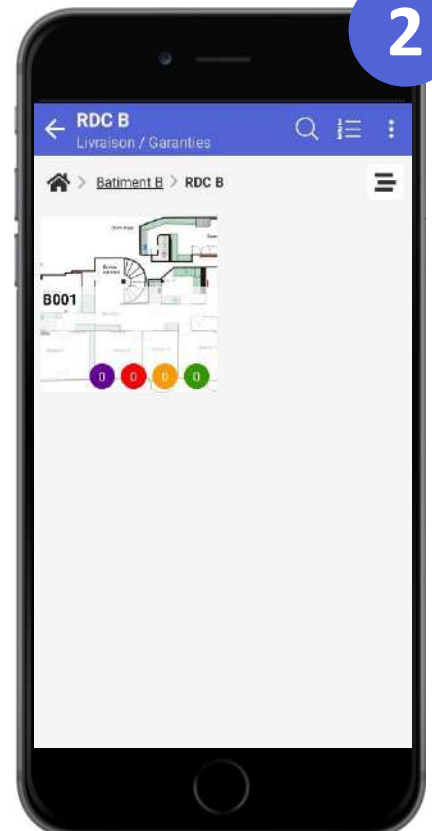 2
RDC B
Livraison / Garanties
> Batiment B > RDC B
B001
0 0 0 0